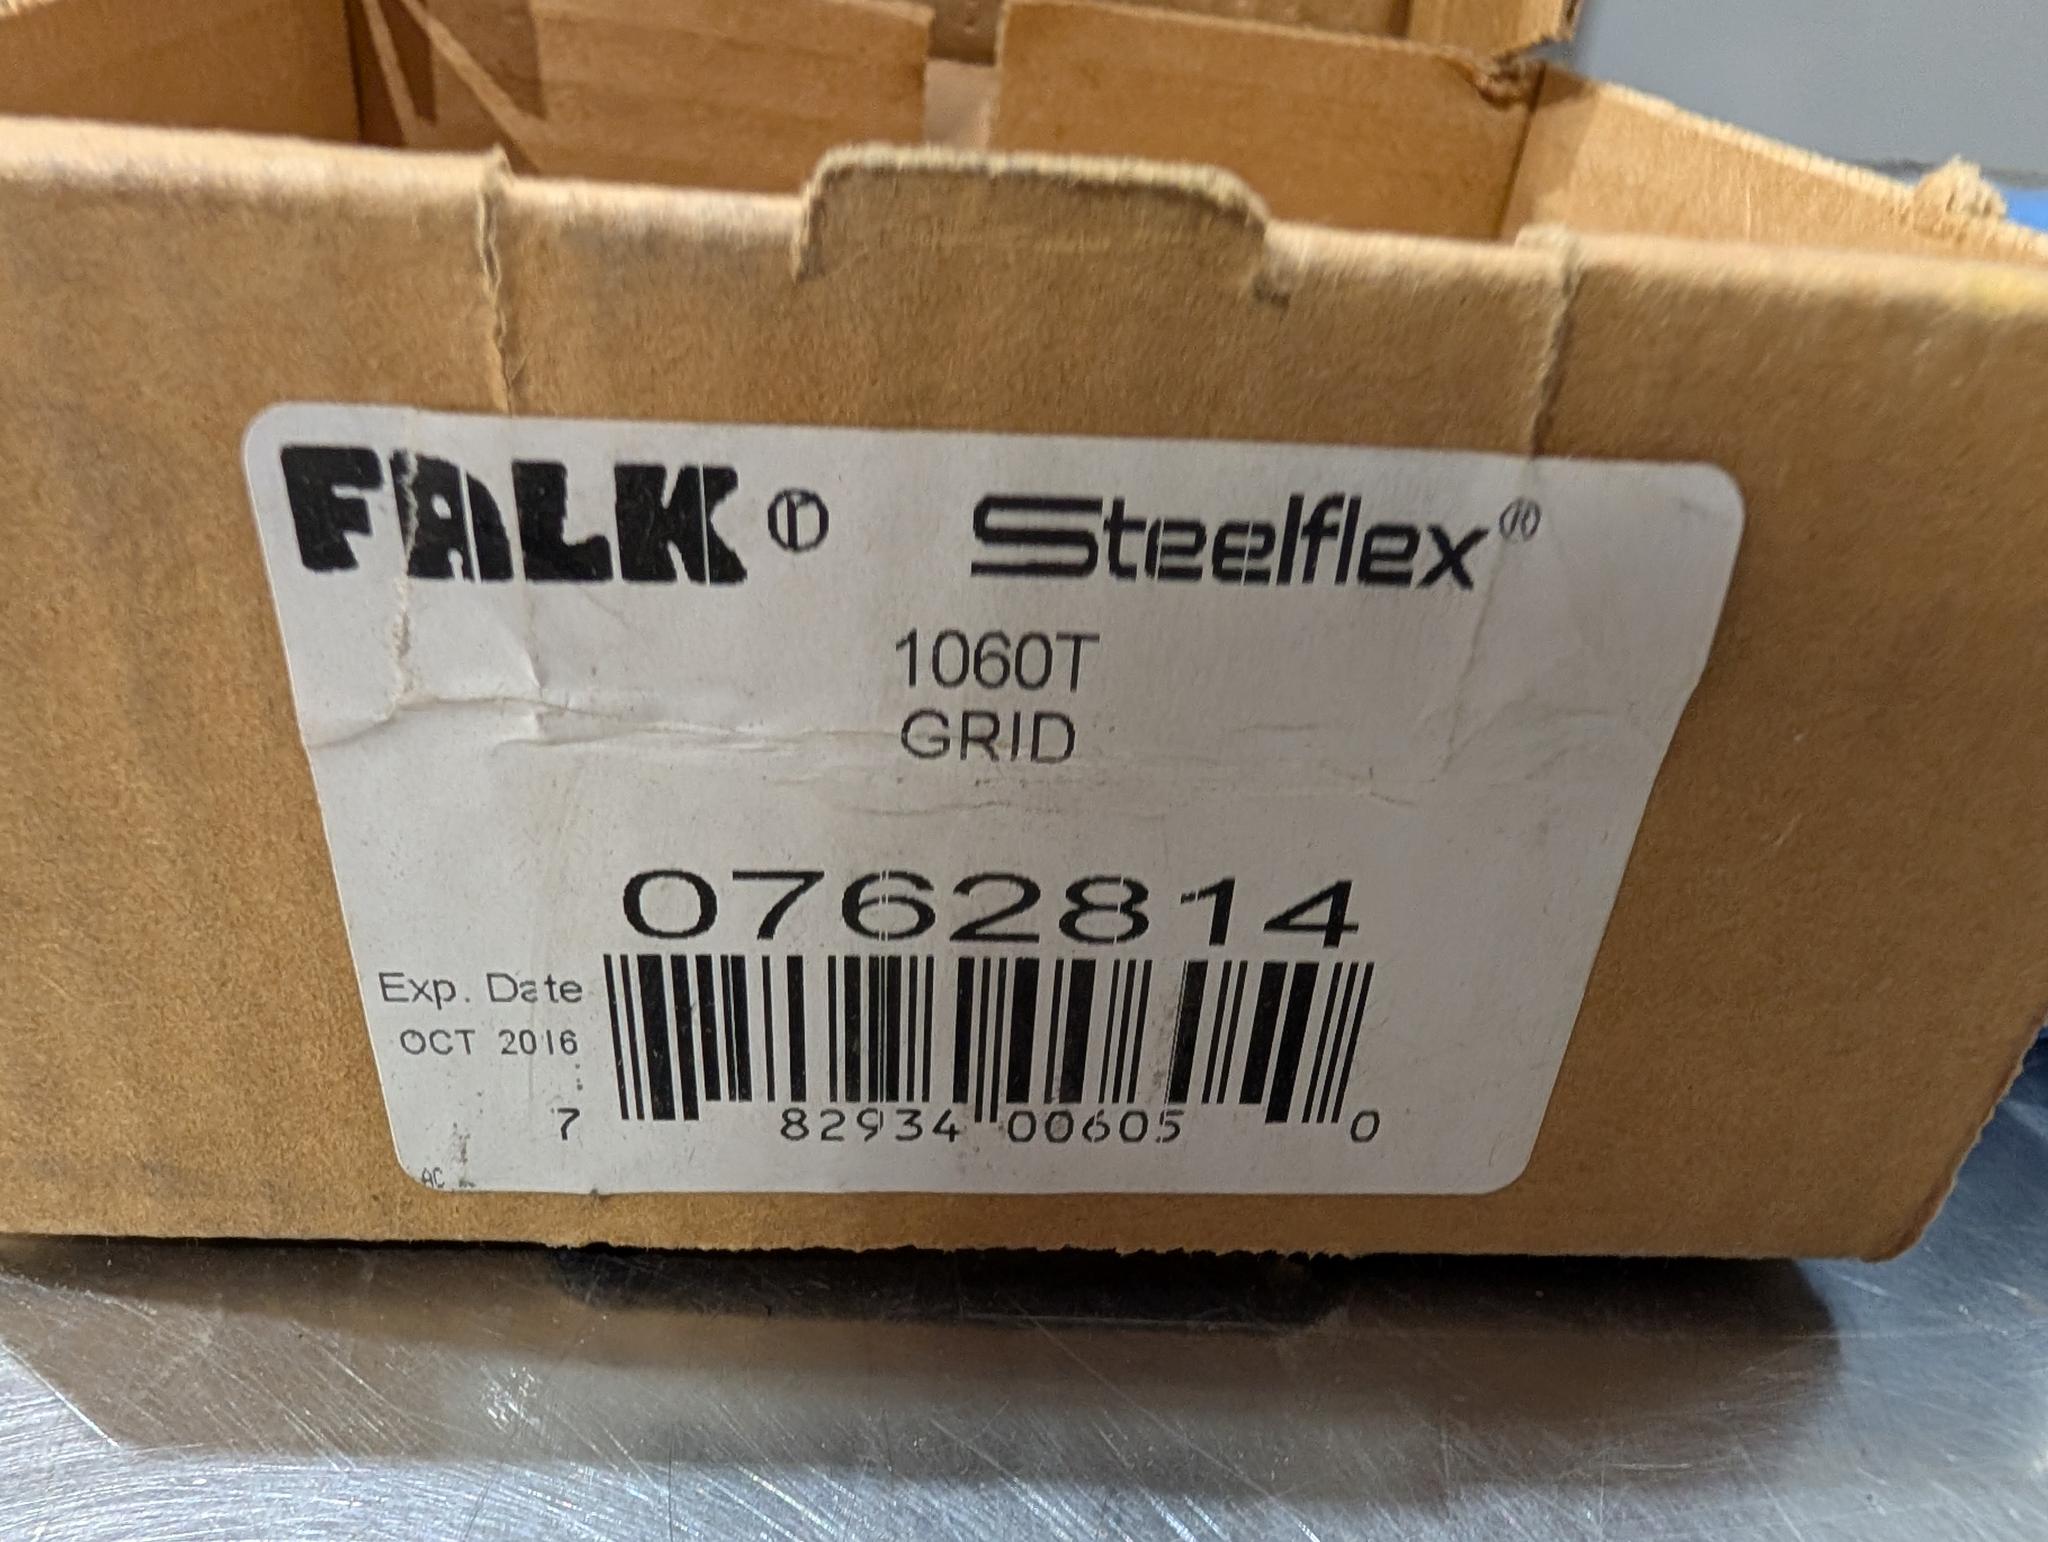 FALK® Steelflex®
1060T
GRID
0762814
Exp. Date
OCT 2016
7 82934 00605 0
AC